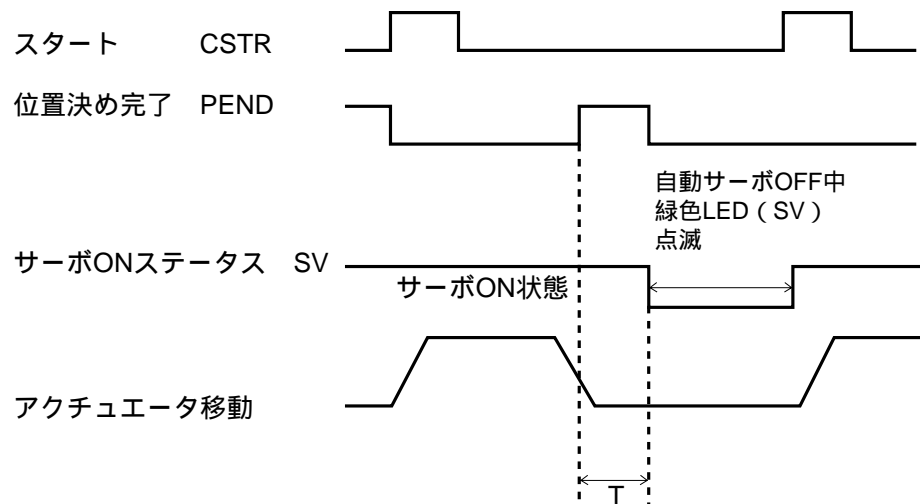 スタート CSTR
位置決め完了 PEND
自動サーボOFF中
緑色LED（SV）
点滅
サーボONステータス SV
サーボON状態
アクチュエータ移動
T